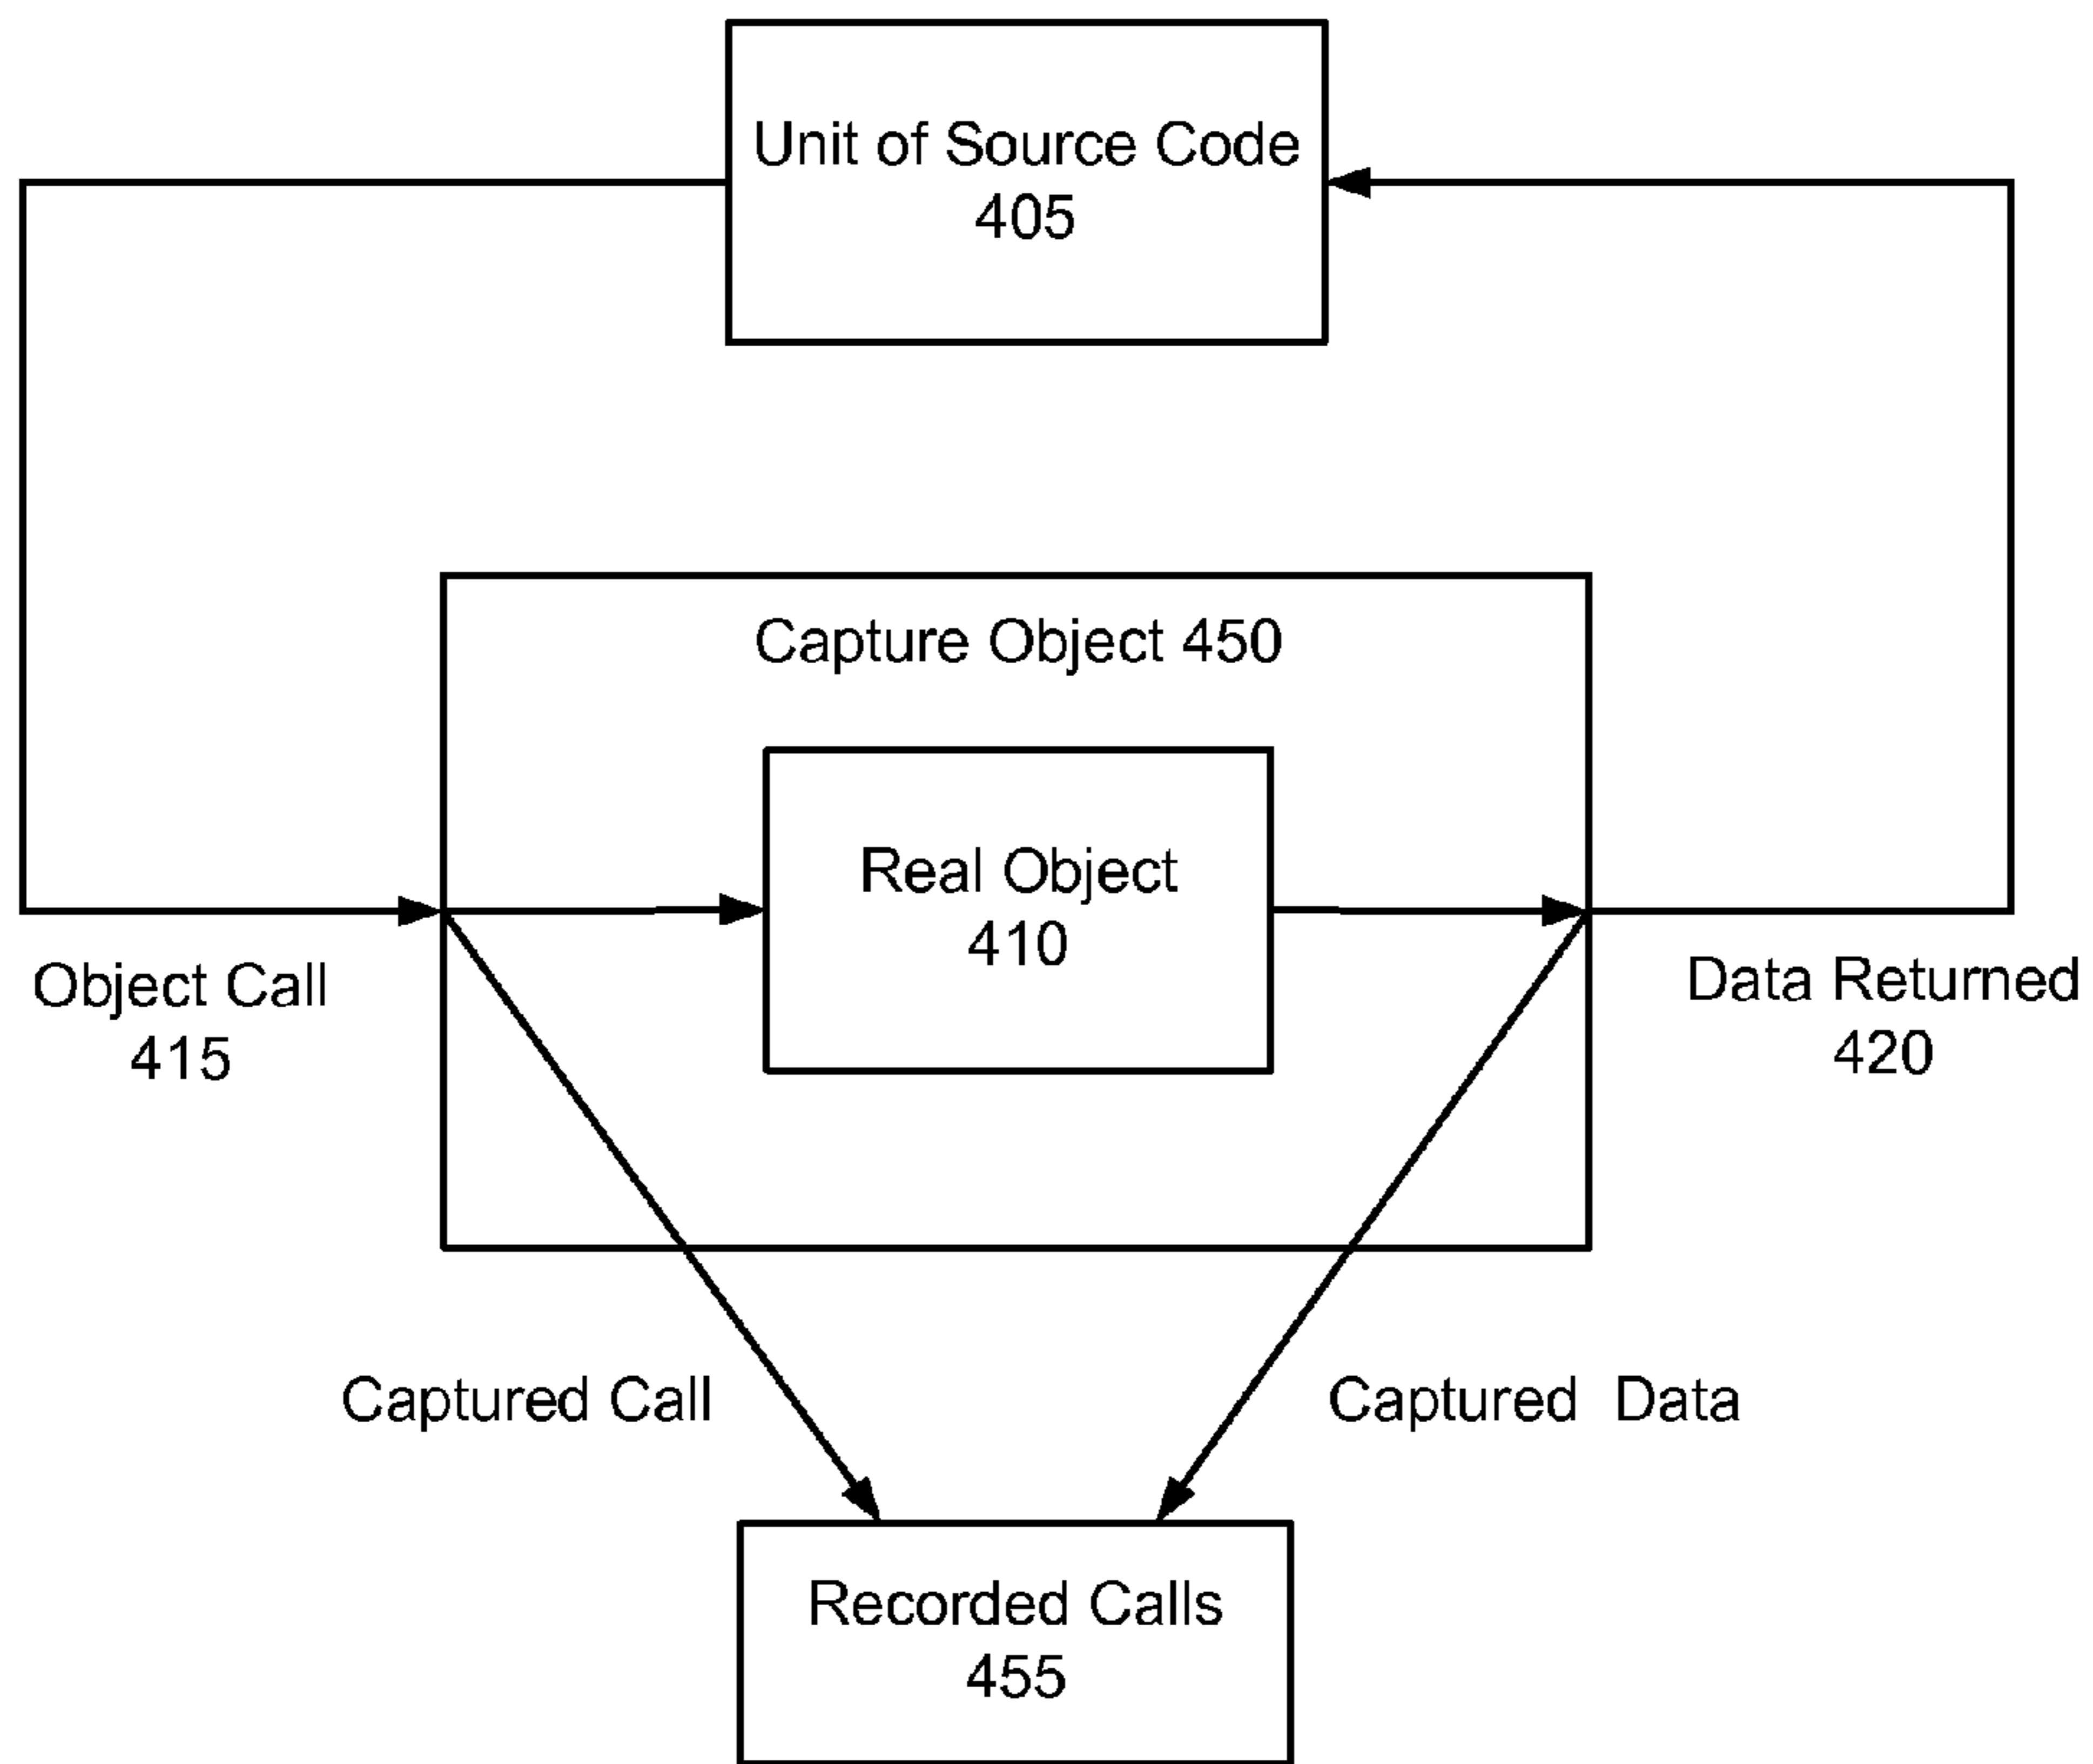 Unit of Source Code
405
Capture Object 450
Real Object
410
Object Call
415
Data Returned
420
Captured Call
Captured Data
Recorded Calls
455